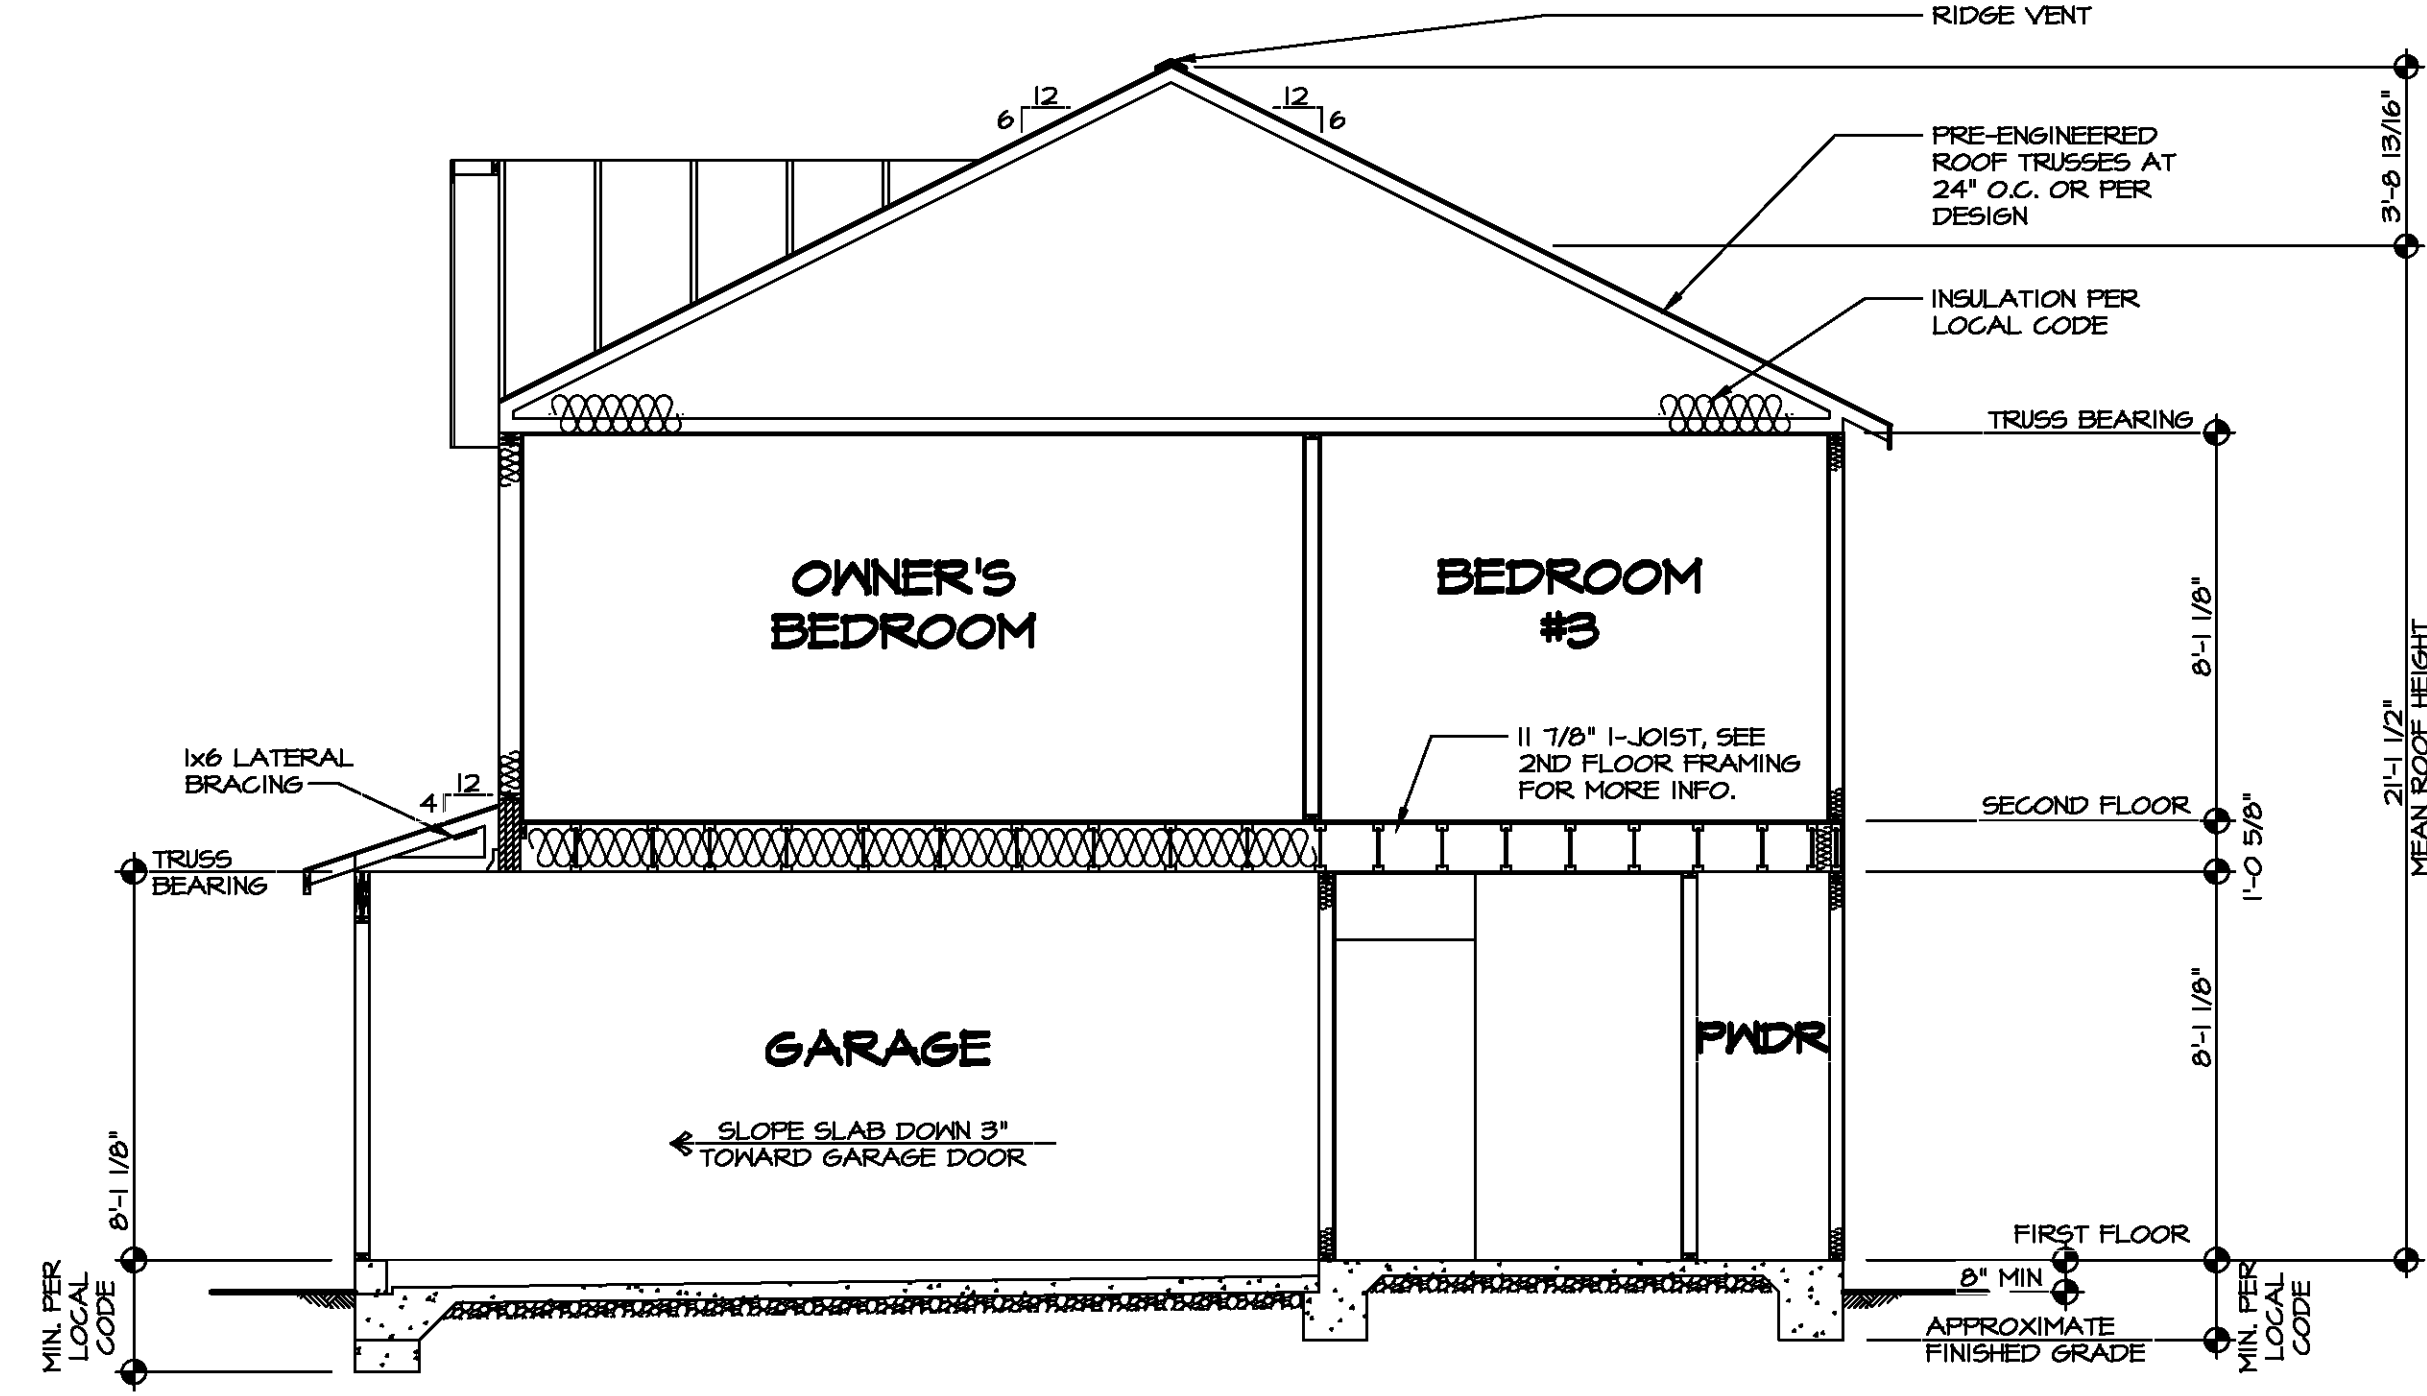 RIDGE VENT
12
6
12
6
PRE-ENGINEERED
ROOF TRUSSES AT
24" O.C. OR PER
DESIGN
3'-8 13/16"
INSULATION PER
LOCAL CODE
TRUSS BEARING
OWNER'S
BEDROOM
BEDROOM
#3
8'-1 1/8"
21'-1 1/2"
MEAN ROOF HEIGHT
11 7/8" I-JOIST, SEE
2ND FLOOR FRAMING
FOR MORE INFO.
1x6 LATERAL
BRACING
12
4
SECOND FLOOR
1'-0 5/8"
TRUSS
BEARING
GARAGE
PWDR
8'-1 1/8"
SLOPE SLAB DOWN 3"
TOWARD GARAGE DOOR
8'-1 1/8"
FIRST FLOOR
8" MIN
MIN. PER
LOCAL
CODE
APPROXIMATE
FINISHED GRADE
MIN. PER
LOCAL
CODE